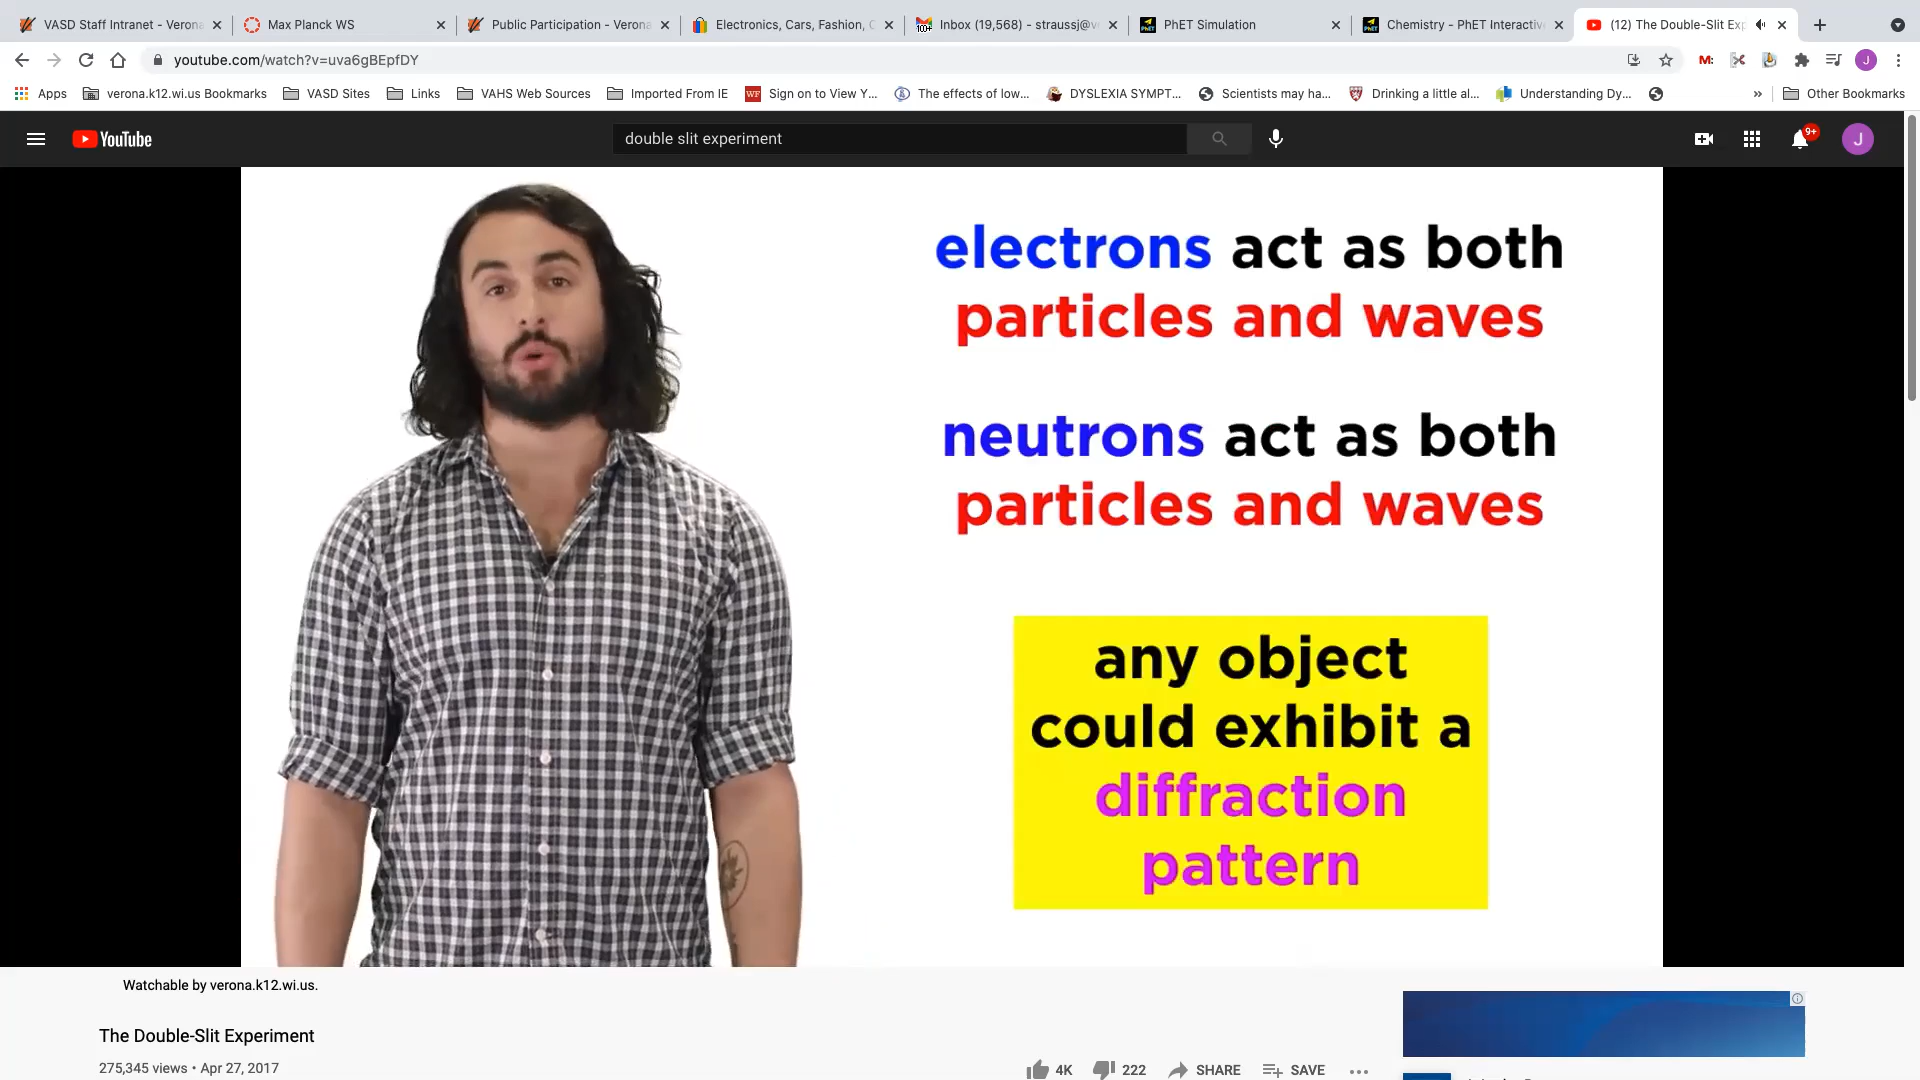 VASD Staff Intranet - Verona
Max Planck WS
Public Participation - Verona
Electronics, Cars, Fashion, C
100+
Inbox (19,568) - straussj@v
PhET Simulation
Chemistry - PhET Interactive
(12) The Double-Slit Exp
youtube.com/watch?v=uva6gBEpfDY
M:
J
Apps
verona.k12.wi.us Bookmarks
VASD Sites
Links
VAHS Web Sources
Imported From IE
WF
Sign on to View Y...
The effects of low...
DYSLEXIA SYMPT...
Scientists may ha...
Drinking a little al...
Understanding Dy...
»
Other Bookmarks
YouTube
double slit experiment
9+
J
electrons act as both
particles and waves
neutrons act as both
particles and waves
any object
could exhibit a
diffraction
pattern
Watchable by verona.k12.wi.us.
The Double-Slit Experiment
275,345 views • Apr 27, 2017
4K
222
SHARE
SAVE